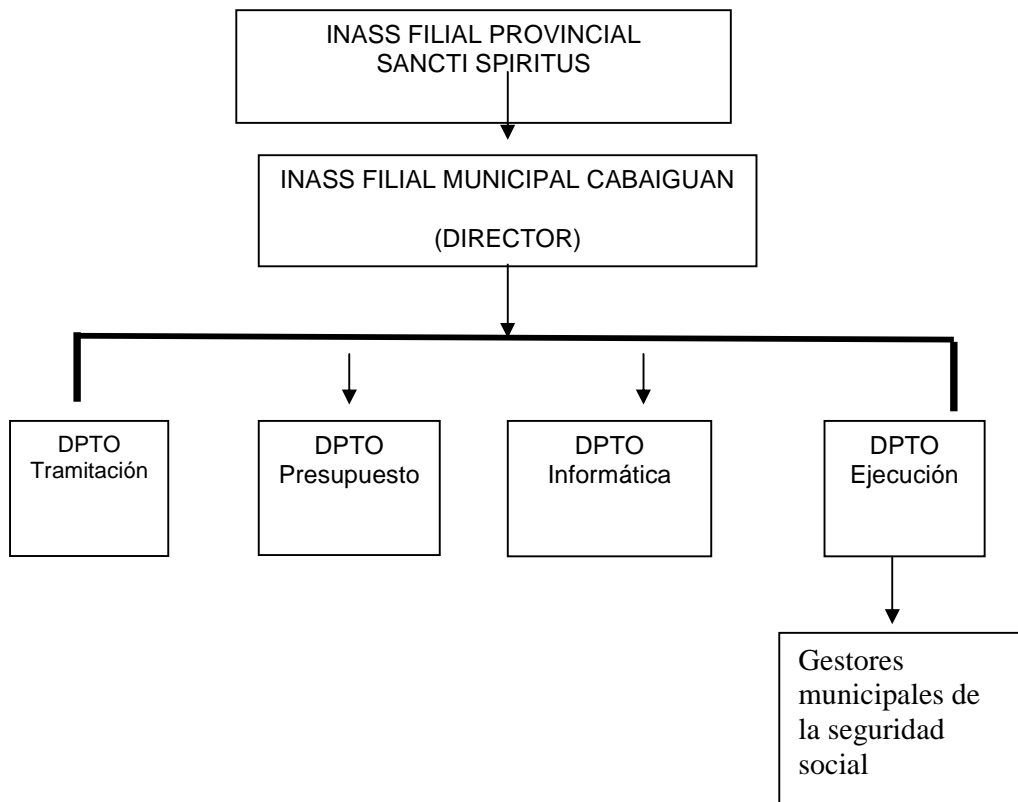 INASS FILIAL PROVINCIAL
SANCTI SPIRITUS
INASS FILIAL MUNICIPAL CABAIGUAN
(DIRECTOR)
DPTO
Tramitación
DPTO
Presupuesto
DPTO
Informática
DPTO
Ejecución
Gestores
municipales de
la seguridad
social